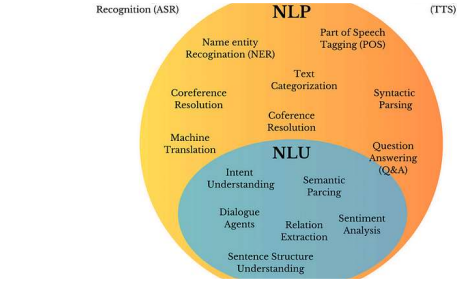 Recognition (ASR)
NLP
(TTS)
Name entity
Recogination (NER)
Part of Speech
Tagging (POS)
Text
Categorization
Coreference
Resolution
Syntactic
Parsing
Coference
Resolution
Machine
Translation
Question
Answering
(Q&A)
NLU
Intent
Understanding
Semantic
Parcing
Dialogue
Agents
Relation
Extraction
Sentiment
Analysis
Sentence Structure
Understanding